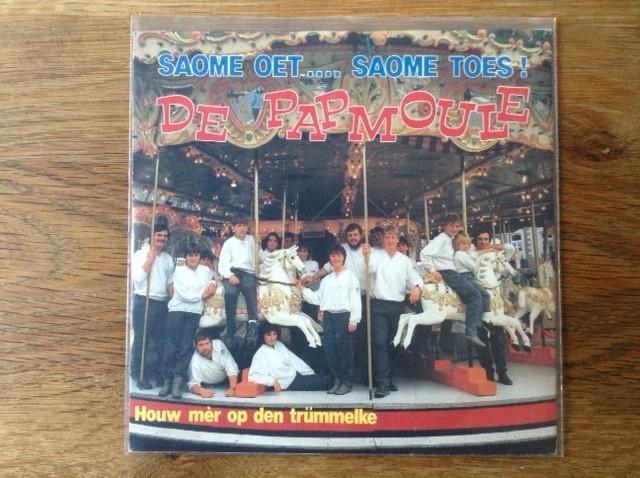 SAOME OET.... SAOME TOES!
DE PAPMOULE
Houw mèr op den trümmelke